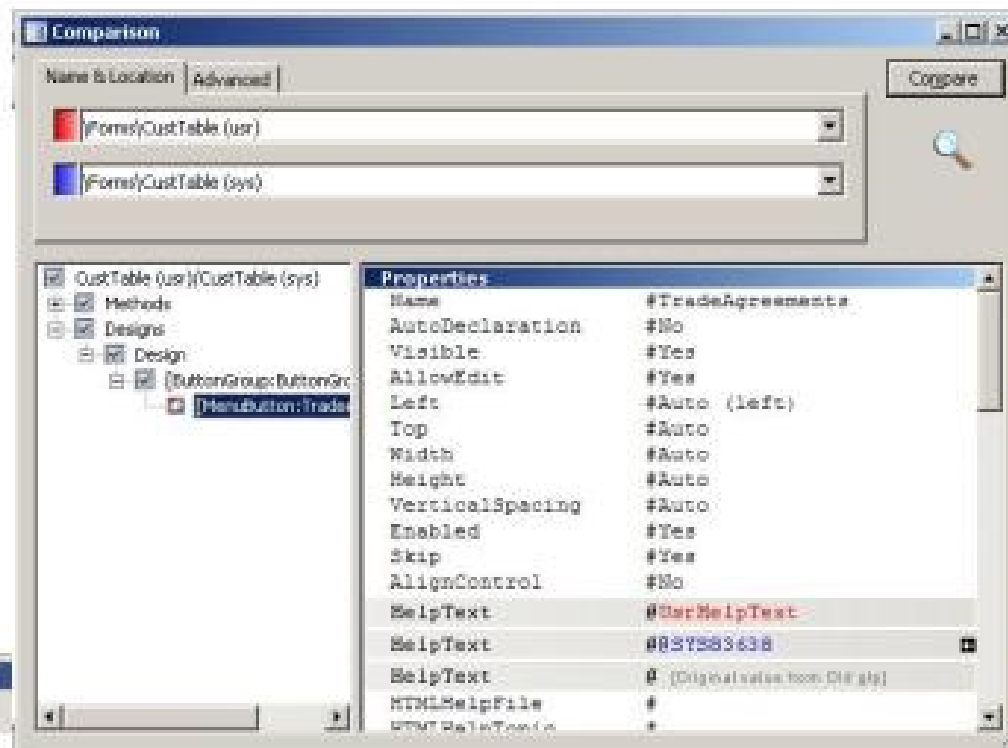 Comparison
Name & Location Advanced
Compare
\Forms\CustTable (usr)
\Forms\CustTable (sys)
CustTable (usr)/CustTable (sys)
Methods
Designs
Design
[ButtonGroup:ButtonGro
[MenuButton:Tradea
Properties
Name #TradeAgreements
AutoDeclaration #No
Visible #Yes
AllowEdit #Yes
Left #Auto (left)
Top #Auto
Width #Auto
Height #Auto
VerticalSpacing #Auto
Enabled #Yes
Skip #Yes
AlignControl #No
HelpText #UsrHelpText
HelpText #@SYS83638
HelpText # [Original value from Old slp]
HTMLHelpFile #
HTMLHelpTopic #